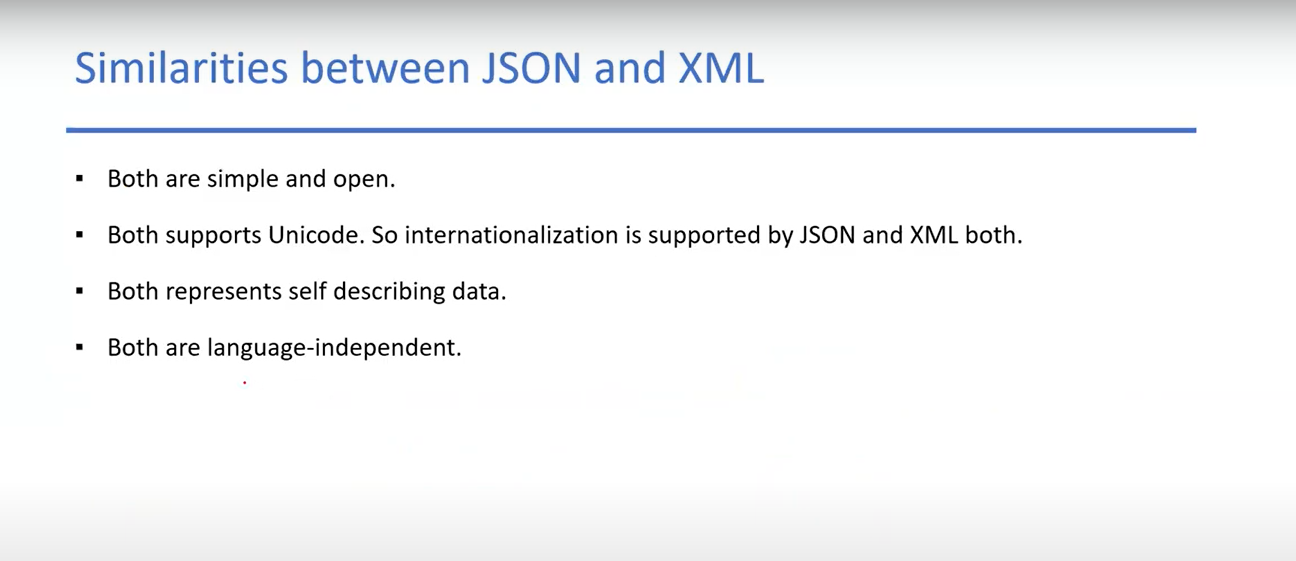 Similarities between JSON and XML
▪ Both are simple and open.
▪ Both supports Unicode. So internationalization is supported by JSON and XML both.
▪ Both represents self describing data.
▪ Both are language-independent.